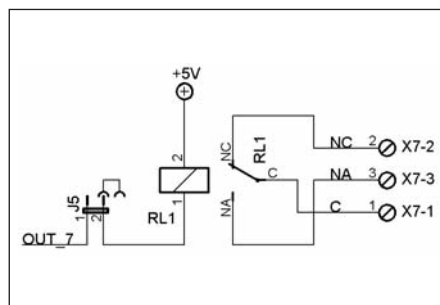 +5V
NC
RL1
NC 2 X7-2
2
C
NA 3 X7-3
J5
1
2
1
RL1
NA
C 1 X7-1
OUT_7